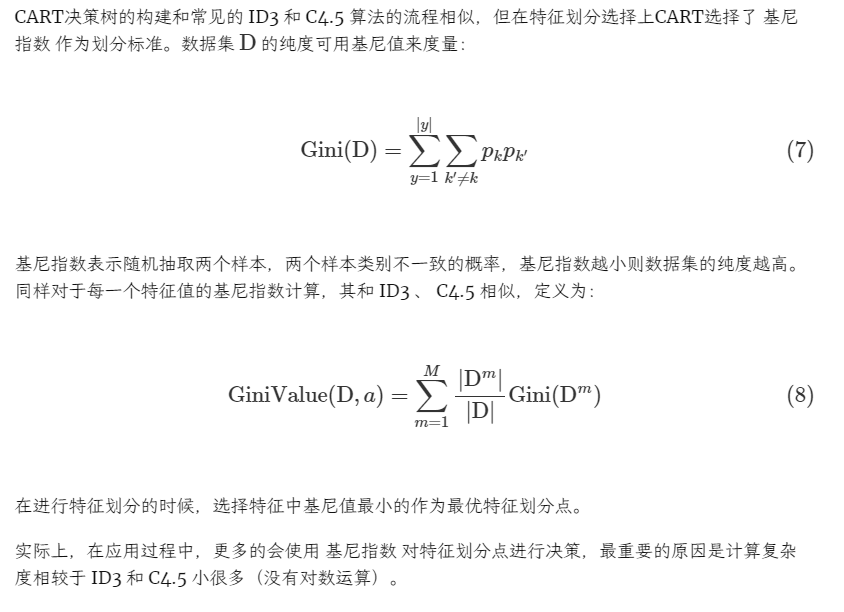 CART决策树的构建和常见的 ID3 和 C4.5 算法的流程相似，但在特征划分选择上CART选择了 基尼
指数 作为划分标准。数据集 D 的纯度可用基尼值来度量：
Gini(D) = \sum_{y=1}^{|y|} \sum_{k'≠k} p_k p_{k'} (7)
基尼指数表示随机抽取两个样本，两个样本类别不一致的概率，基尼指数越小则数据集的纯度越高。
同样对于每一个特征值的基尼指数计算，其和 ID3 、 C4.5 相似，定义为：
GiniValue(D, a) = \sum_{m=1}^{M} \frac{|D^m|}{|D|} Gini(D^m) (8)
在进行特征划分的时候，选择特征中基尼值最小的作为最优特征划分点。
实际上，在应用过程中，更多的会使用 基尼指数 对特征划分点进行决策，最重要的原因是计算复杂
度相较于 ID3 和 C4.5 小很多（没有对数运算）。